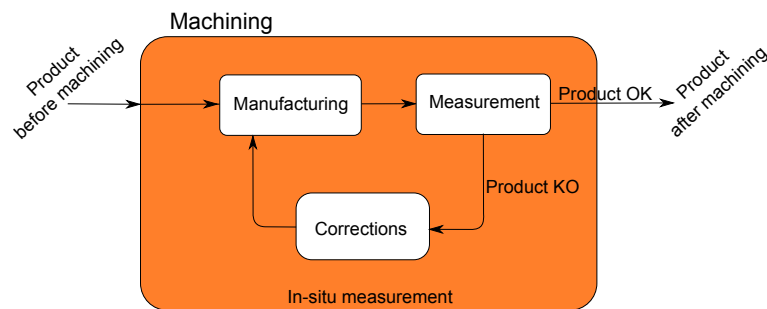 Machining
Product
before machining
Manufacturing
Measurement
Product OK
Product
after machining
Product KO
Corrections
In-situ measurement